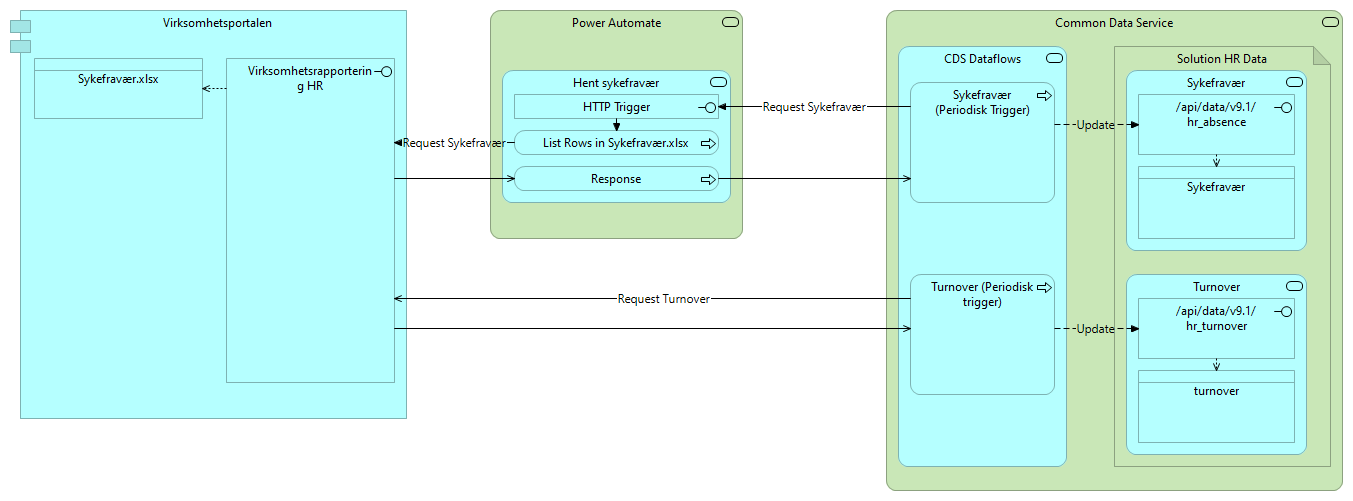 Virksomhetsportalen
Sykefravær.xlsx
Virksomhetsrapporterin
g HR
Power Automate
Hent sykefravær
HTTP Trigger
List Rows in Sykefravær.xlsx
Response
Request Sykefravær
Request Sykefravær
Request Turnover
Common Data Service
CDS Dataflows
Sykefravær
(Periodisk Trigger)
Turnover (Periodisk
trigger)
Update
Update
Solution HR Data
Sykefravær
/api/data/v9.1/
hr_absence
Sykefravær
Turnover
/api/data/v9.1/
hr_turnover
turnover